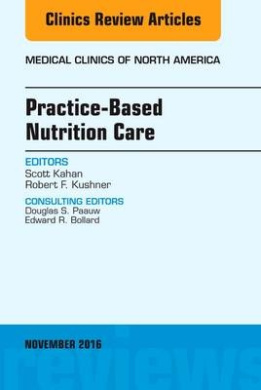 Clinics Review Articles
MEDICAL CLINICS OF NORTH AMERICA
Practice-Based
Nutrition Care
EDITORS
Scott Kahan
Robert F. Kushner
CONSULTING EDITORS
Douglas S. Paauw
Edward R. Bollard
NOVEMBER 2016
reviews